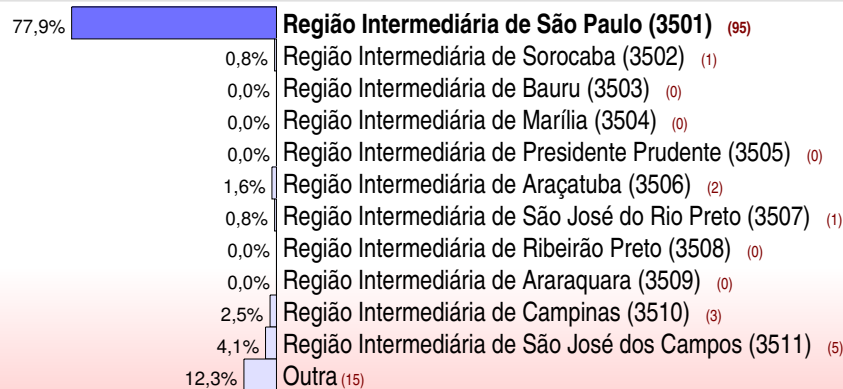 77,9% Região Intermediária de São Paulo (3501) (95)
0,8% Região Intermediária de Sorocaba (3502) (1)
0,0% Região Intermediária de Bauru (3503) (0)
0,0% Região Intermediária de Marília (3504) (0)
0,0% Região Intermediária de Presidente Prudente (3505) (0)
1,6% Região Intermediária de Araçatuba (3506) (2)
0,8% Região Intermediária de São José do Rio Preto (3507) (1)
0,0% Região Intermediária de Ribeirão Preto (3508) (0)
0,0% Região Intermediária de Araraquara (3509) (0)
2,5% Região Intermediária de Campinas (3510) (3)
4,1% Região Intermediária de São José dos Campos (3511) (5)
12,3% Outra (15)